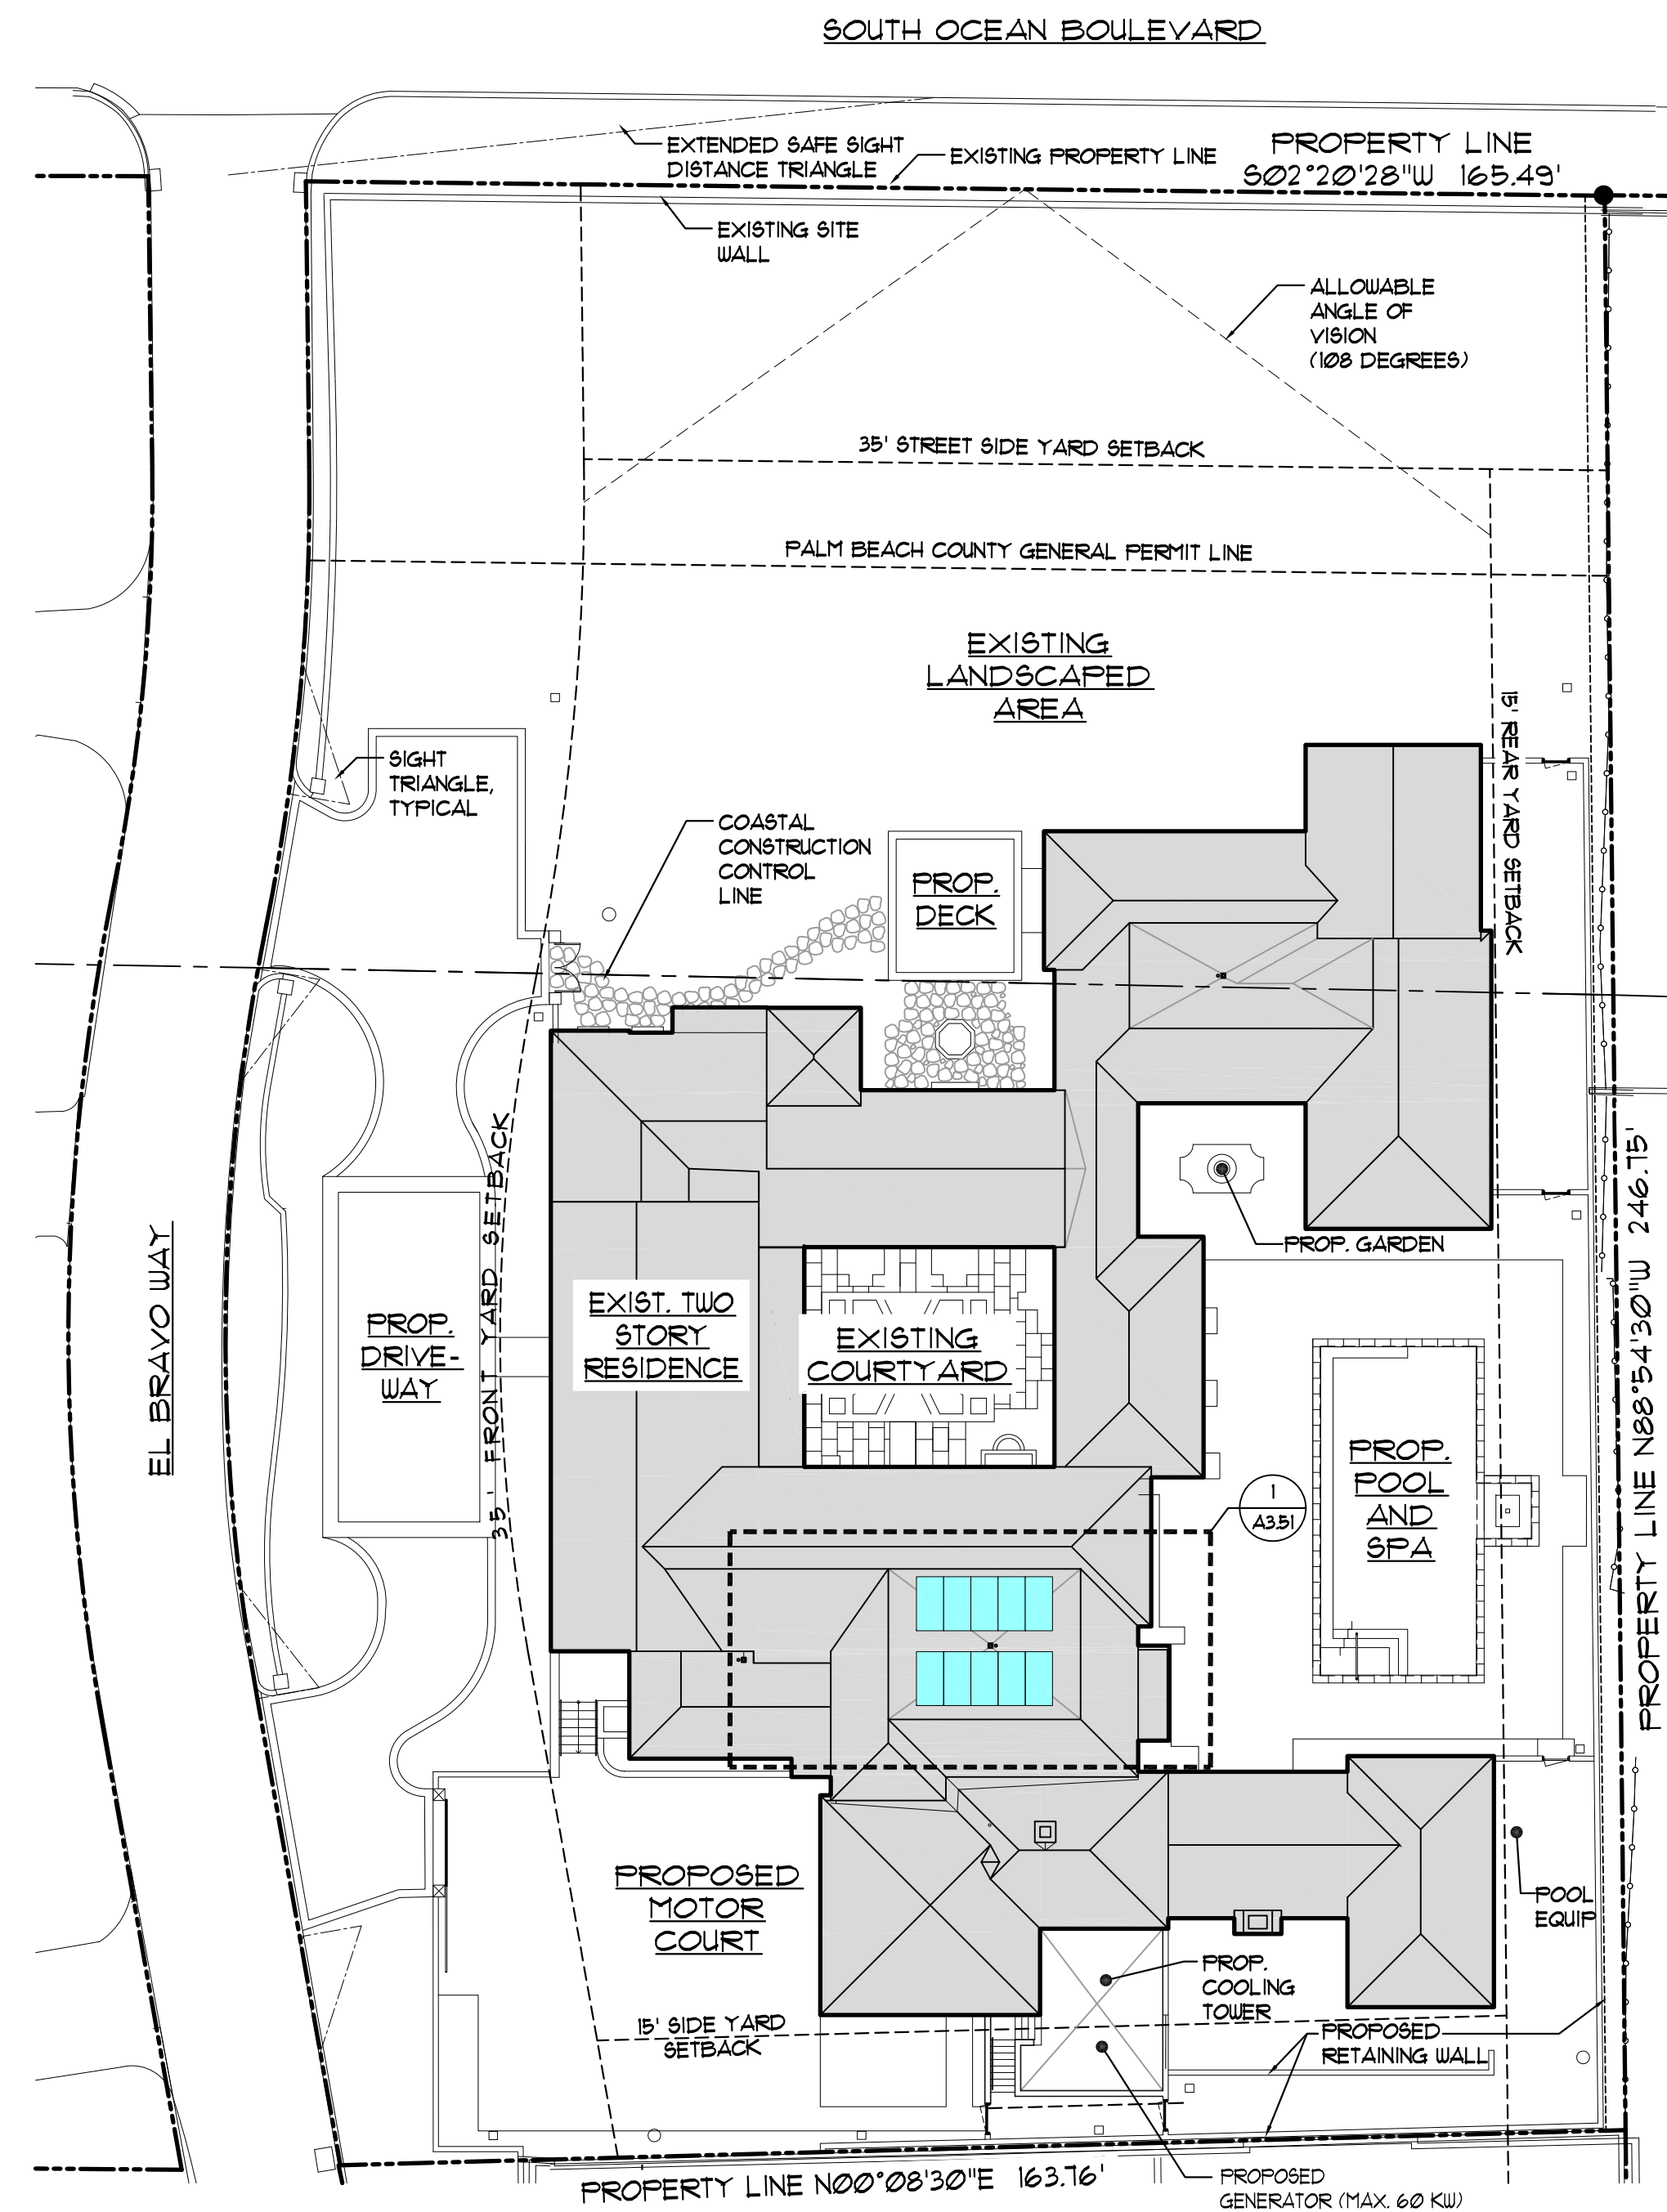 SOUTH OCEAN BOULEVARD
EXTENDED SAFE SIGHT
DISTANCE TRIANGLE
EXISTING PROPERTY LINE
PROPERTY LINE
S02°20'28"W 165.49'
EXISTING SITE
WALL
ALLOWABLE
ANGLE OF
VISION
(108 DEGREES)
35' STREET SIDE YARD SETBACK
PALM BEACH COUNTY GENERAL PERMIT LINE
EXISTING
LANDSCAPED
AREA
15' REAR YARD SETBACK
SIGHT
TRIANGLE,
TYPICAL
COASTAL
CONSTRUCTION
CONTROL
LINE
PROP.
DECK
35' FRONT YARD SETBACK
EL BRAVO WAY
PROP.
DRIVE-
WAY
EXIST. TWO
STORY
RESIDENCE
EXISTING
COURTYARD
PROP. GARDEN
PROPERTY LINE N88°54'30"W 246.75'
PROP.
POOL
AND
SPA
1
A3.51
PROPOSED
MOTOR
COURT
POOL
EQUIP
PROP.
COOLING
TOWER
15' SIDE YARD
SETBACK
PROPOSED
RETAINING WALL
PROPERTY LINE N00°08'30"E 163.76'
PROPOSED
GENERATOR (MAX. 60 KW)